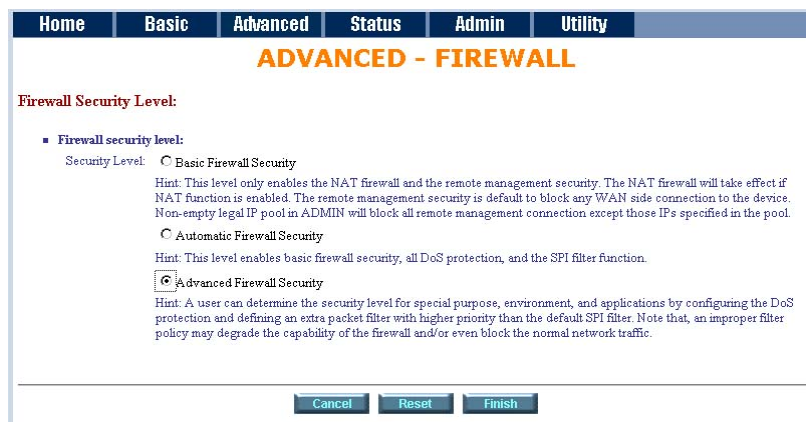 Home Basic Advanced Status Admin Utility
ADVANCED - FIREWALL
Firewall Security Level:
Firewall security level:
Security Level: Basic Firewall Security
Hint: This level only enables the NAT firewall and the remote management security. The NAT firewall will take effect if
NAT function is enabled. The remote management security is default to block any WAN side connection to the device.
Non-empty legal IP pool in ADMIN will block all remote management connection except those IPs specified in the pool.
Automatic Firewall Security
Hint: This level enables basic firewall security, all DoS protection, and the SPI filter function.
Advanced Firewall Security
Hint: A user can determine the security level for special purpose, environment, and applications by configuring the DoS
protection and defining an extra packet filter with higher priority than the default SPI filter. Note that, an improper filter
policy may degrade the capability of the firewall and/or even block the normal network traffic.
Cancel Reset Finish